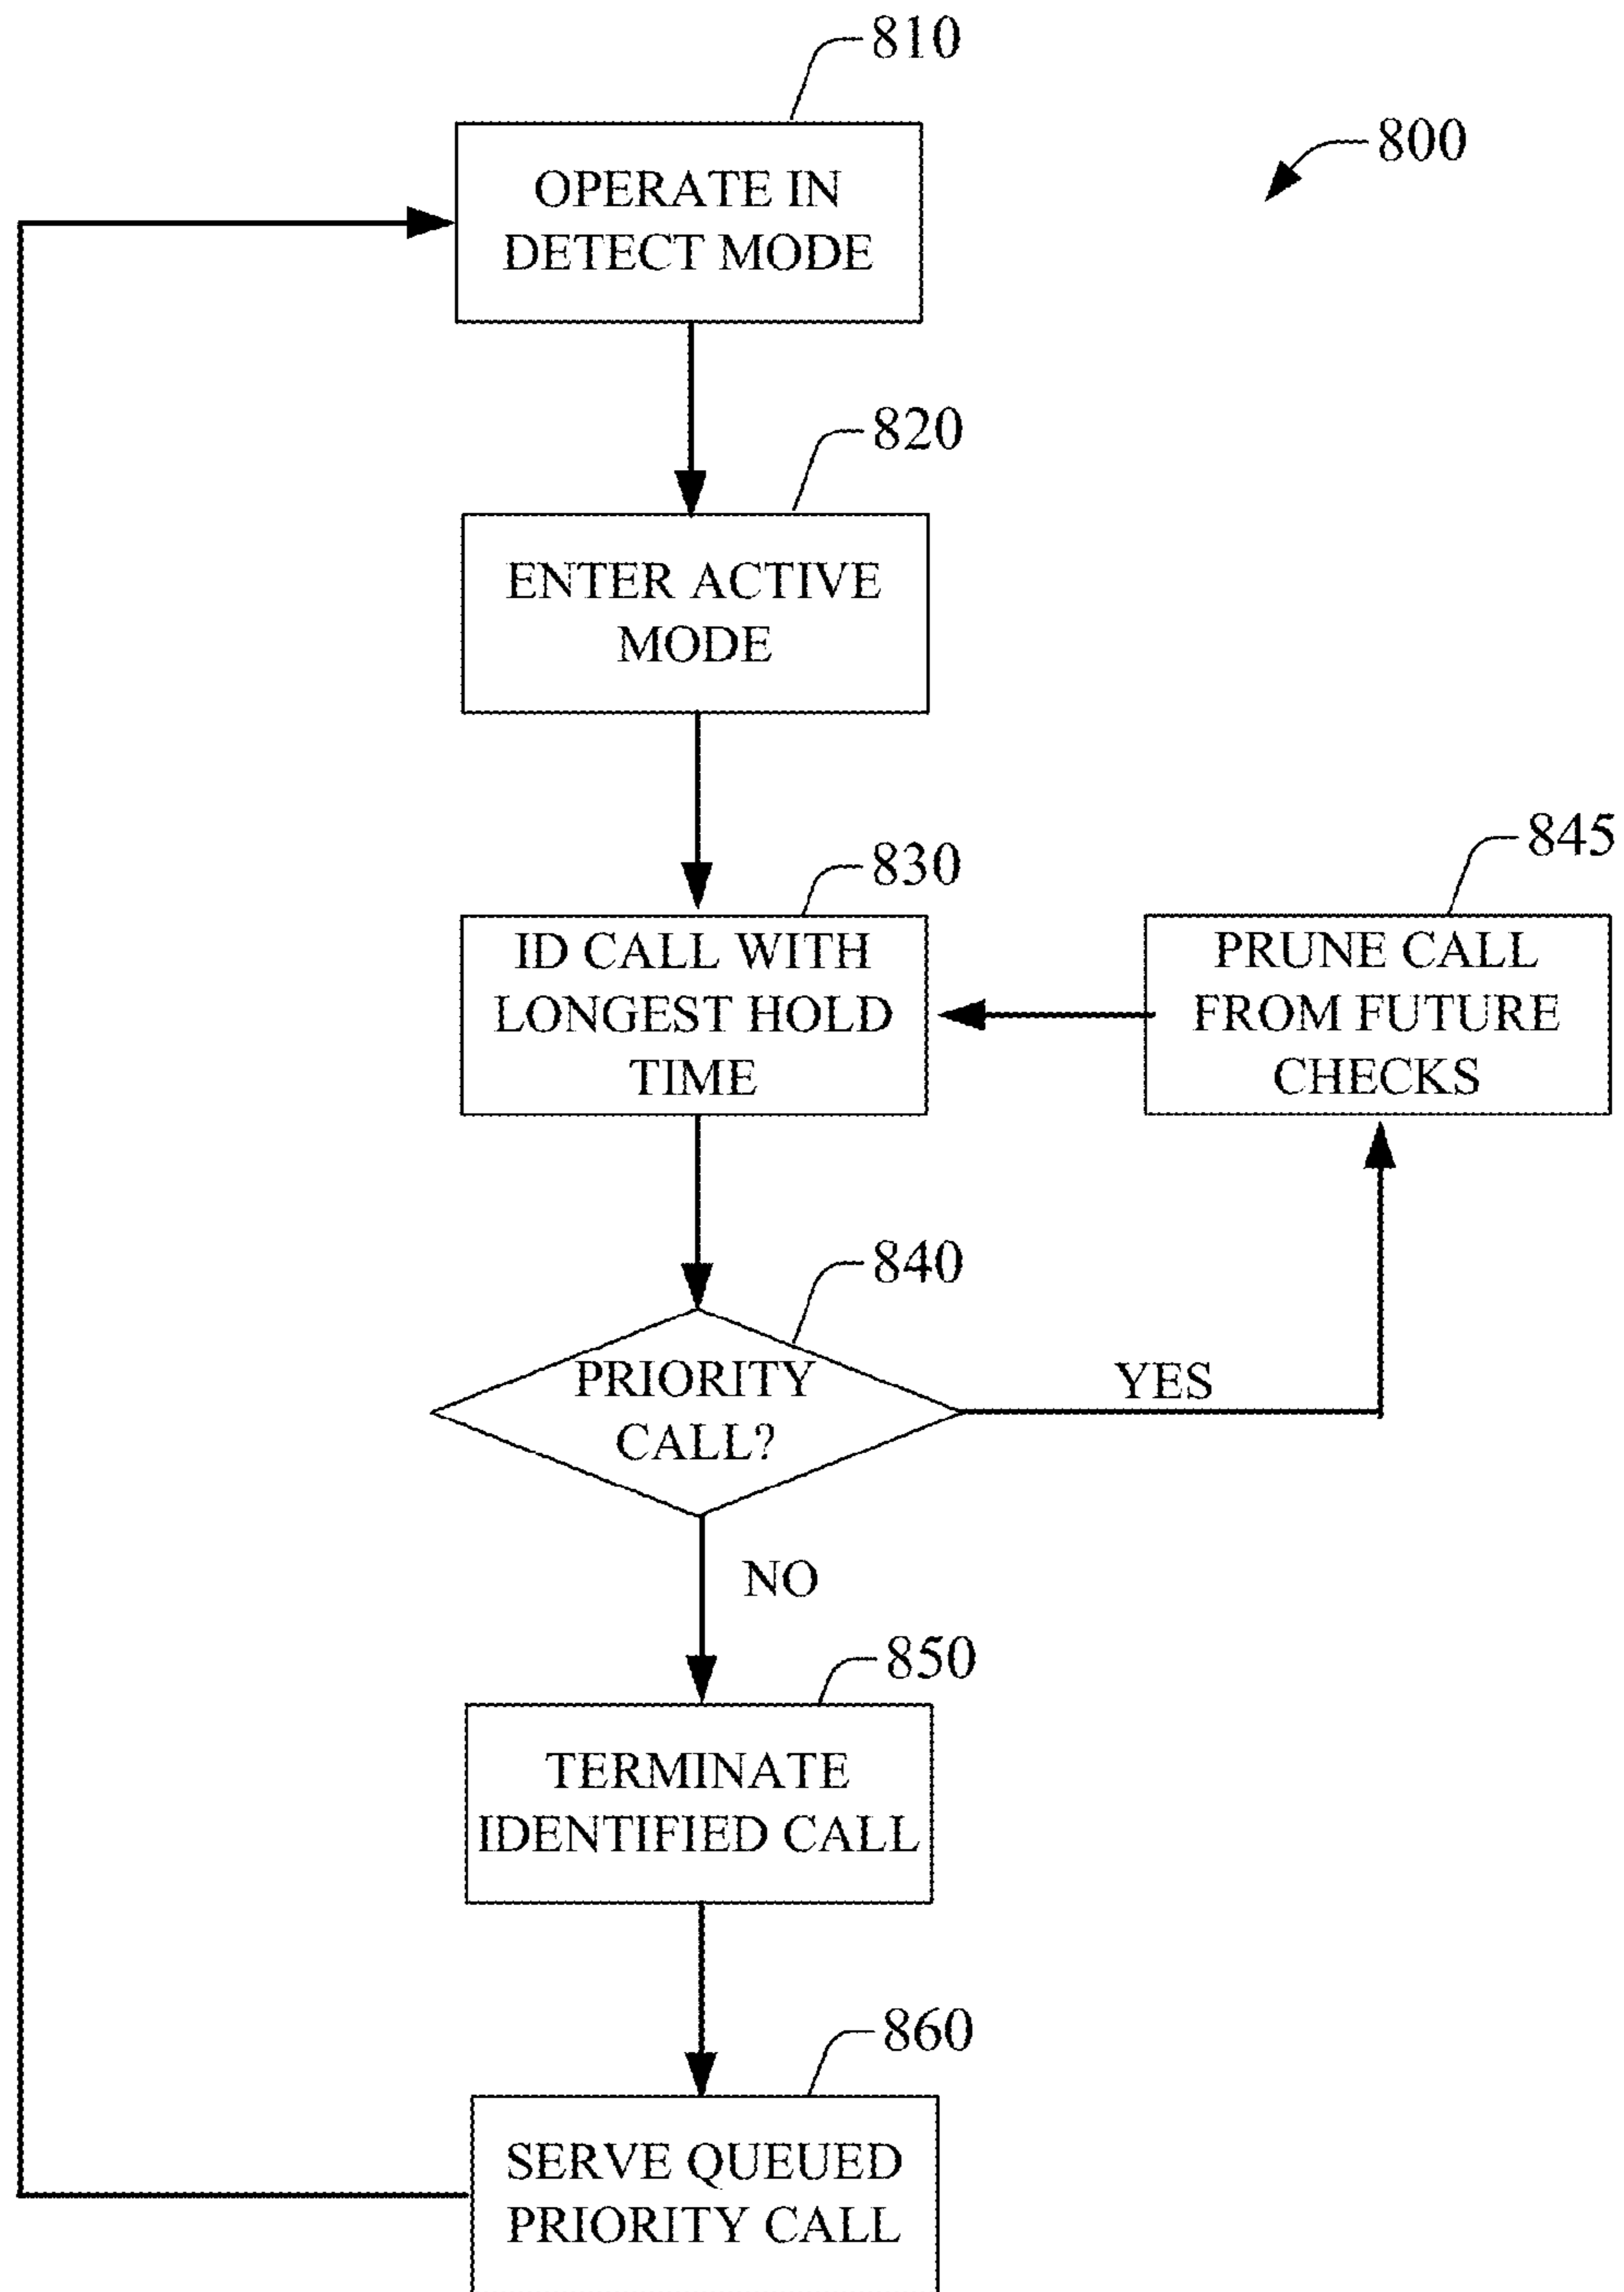 810
800
OPERATE IN
DETECT MODE
820
ENTER ACTIVE
MODE
830
845
ID CALL WITH
LONGEST HOLD
TIME
PRUNE CALL
FROM FUTURE
CHECKS
840
PRIORITY
CALL?
YES
NO
850
TERMINATE
IDENTIFIED CALL
860
SERVE QUEUED
PRIORITY CALL